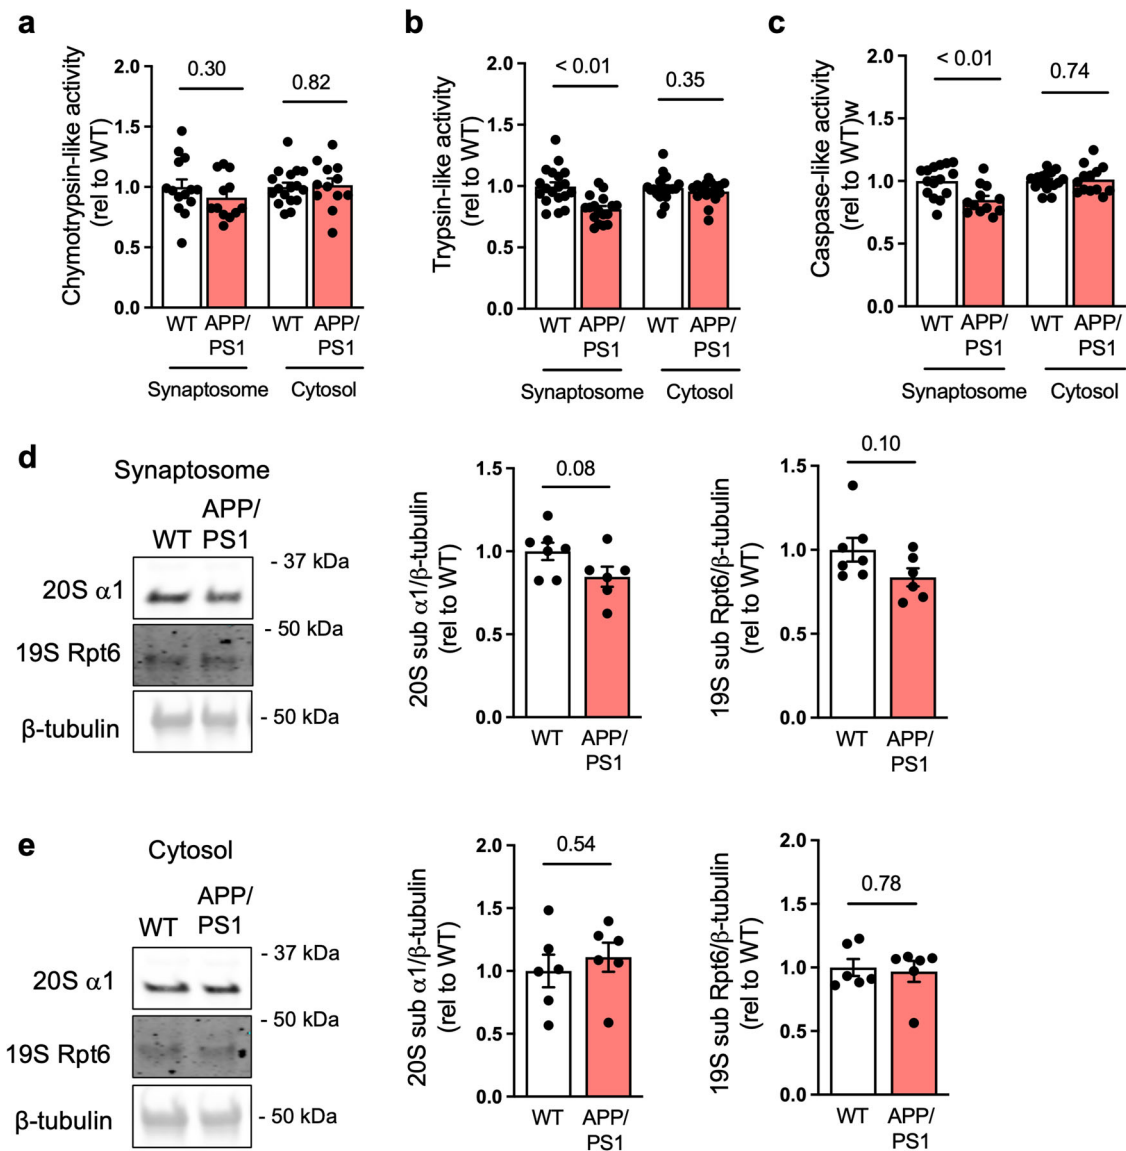 a
Chymotrypsin-like activity
(rel to WT)
2.0
1.5
1.0
0.5
0.0
0.30
0.82
WT
APP/
PS1
WT
APP/
PS1
Synaptosome
Cytosol
b
Trypsin-like activity
(rel to WT)
2.0
1.5
1.0
0.5
0.0
< 0.01
0.35
WT
APP/
PS1
WT
APP/
PS1
Synaptosome
Cytosol
c
Caspase-like activity
(rel to WT)w
2.0
1.5
1.0
0.5
0.0
< 0.01
0.74
WT
APP/
PS1
WT
APP/
PS1
Synaptosome
Cytosol
d
Synaptosome
WT
APP/
PS1
- 37 kDa
20S α1
- 50 kDa
19S Rpt6
β-tubulin
- 50 kDa
20S sub α1/β-tubulin
(rel to WT)
1.5
1.0
0.5
0.0
0.08
WT
APP/
PS1
19S sub Rpt6/β-tubulin
(rel to WT)
1.5
1.0
0.5
0.0
0.10
WT
APP/
PS1
e
Cytosol
WT
APP/
PS1
- 37 kDa
20S α1
- 50 kDa
19S Rpt6
β-tubulin
- 50 kDa
20S sub α1/β-tubulin
(rel to WT)
2.0
1.5
1.0
0.5
0.0
0.54
WT
APP/
PS1
19S sub Rpt6/β-tubulin
(rel to WT)
2.0
1.5
1.0
0.5
0.0
0.78
WT
APP/
PS1